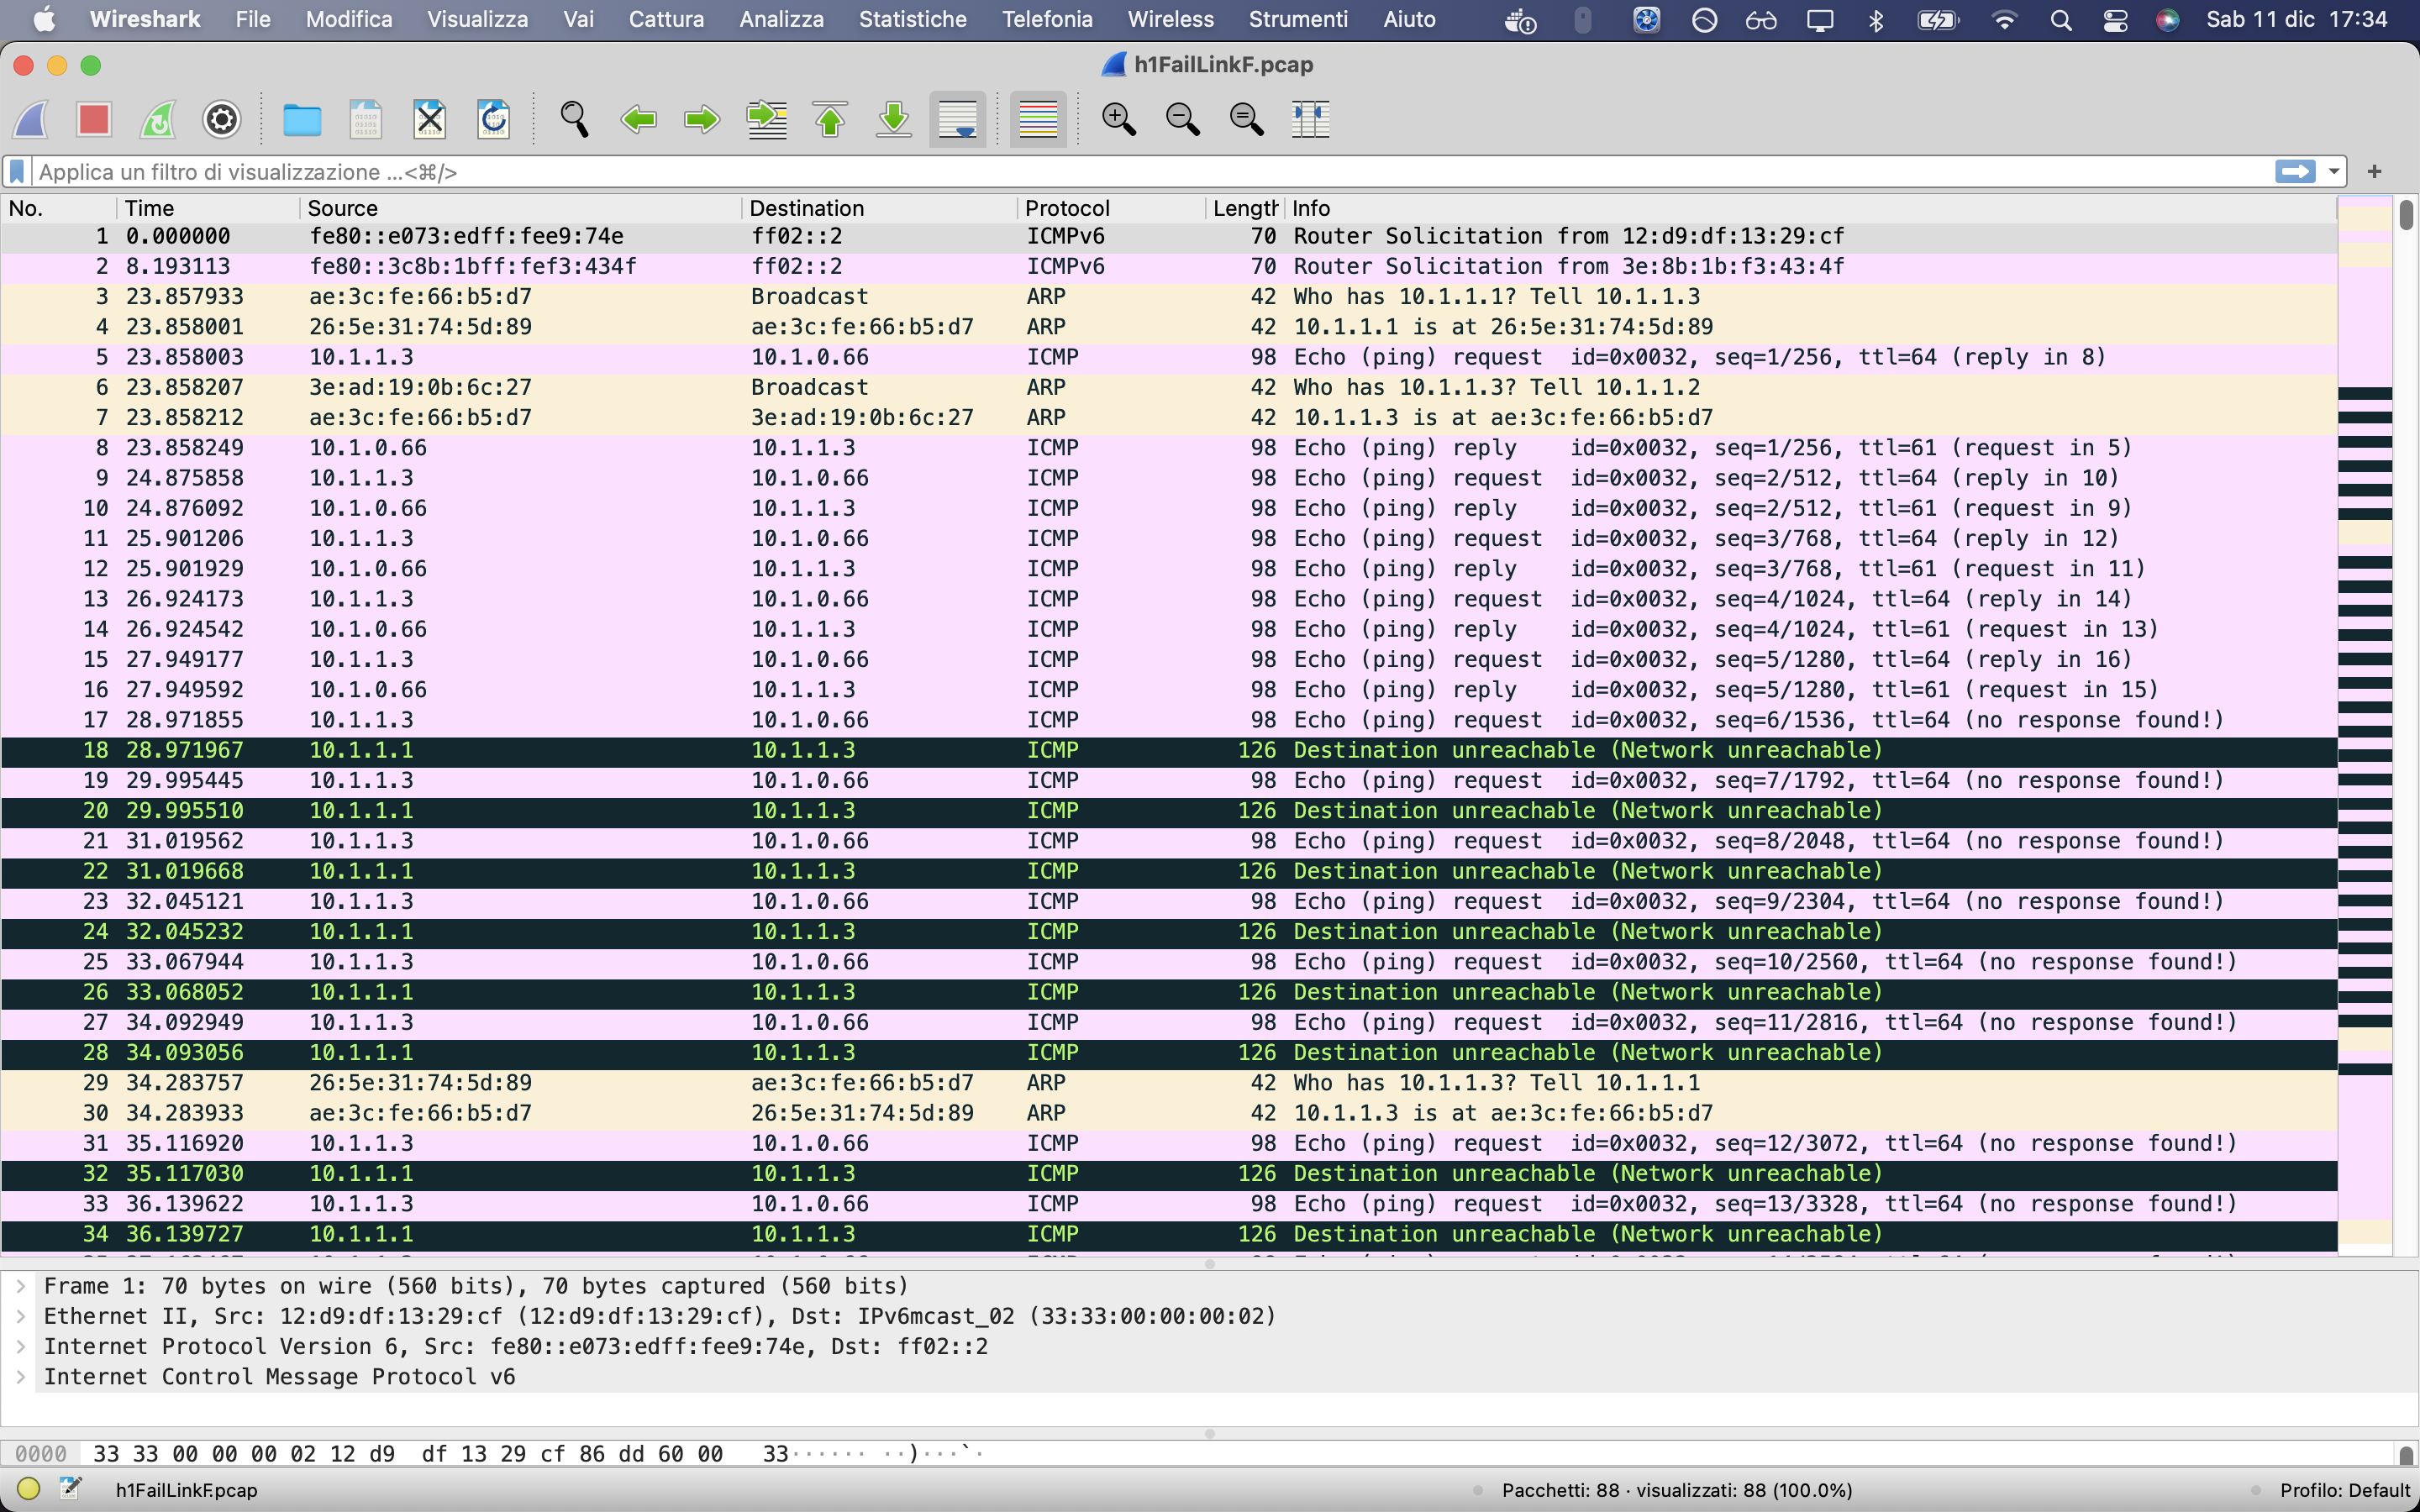 Wireshark File Modifica Visualizza Vai Cattura Analizza Statistiche Telefonia Wireless Strumenti Aiuto Sab 11 dic 17:34
h1FailLinkF.pcap
Applica un filtro di visualizzazione ...<⌘/>
No. Time Source Destination Protocol Length Info
1 0.000000 fe80::e073:edff:fee9:74e ff02::2 ICMPv6 70 Router Solicitation from 12:d9:df:13:29:cf
2 8.193113 fe80::3c8b:1bff:fef3:434f ff02::2 ICMPv6 70 Router Solicitation from 3e:8b:1b:f3:43:4f
3 23.857933 ae:3c:fe:66:b5:d7 Broadcast ARP 42 Who has 10.1.1.1? Tell 10.1.1.3
4 23.858001 26:5e:31:74:5d:89 ae:3c:fe:66:b5:d7 ARP 42 10.1.1.1 is at 26:5e:31:74:5d:89
5 23.858003 10.1.1.3 10.1.0.66 ICMP 98 Echo (ping) request id=0x0032, seq=1/256, ttl=64 (reply in 8)
6 23.858207 3e:ad:19:0b:6c:27 Broadcast ARP 42 Who has 10.1.1.3? Tell 10.1.1.2
7 23.858212 ae:3c:fe:66:b5:d7 3e:ad:19:0b:6c:27 ARP 42 10.1.1.3 is at ae:3c:fe:66:b5:d7
8 23.858249 10.1.0.66 10.1.1.3 ICMP 98 Echo (ping) reply id=0x0032, seq=1/256, ttl=61 (request in 5)
9 24.875858 10.1.1.3 10.1.0.66 ICMP 98 Echo (ping) request id=0x0032, seq=2/512, ttl=64 (reply in 10)
10 24.876092 10.1.0.66 10.1.1.3 ICMP 98 Echo (ping) reply id=0x0032, seq=2/512, ttl=61 (request in 9)
11 25.901206 10.1.1.3 10.1.0.66 ICMP 98 Echo (ping) request id=0x0032, seq=3/768, ttl=64 (reply in 12)
12 25.901929 10.1.0.66 10.1.1.3 ICMP 98 Echo (ping) reply id=0x0032, seq=3/768, ttl=61 (request in 11)
13 26.924173 10.1.1.3 10.1.0.66 ICMP 98 Echo (ping) request id=0x0032, seq=4/1024, ttl=64 (reply in 14)
14 26.924542 10.1.0.66 10.1.1.3 ICMP 98 Echo (ping) reply id=0x0032, seq=4/1024, ttl=61 (request in 13)
15 27.949177 10.1.1.3 10.1.0.66 ICMP 98 Echo (ping) request id=0x0032, seq=5/1280, ttl=64 (reply in 16)
16 27.949592 10.1.0.66 10.1.1.3 ICMP 98 Echo (ping) reply id=0x0032, seq=5/1280, ttl=61 (request in 15)
17 28.971855 10.1.1.3 10.1.0.66 ICMP 98 Echo (ping) request id=0x0032, seq=6/1536, ttl=64 (no response found!)
18 28.971967 10.1.1.1 10.1.1.3 ICMP 126 Destination unreachable (Network unreachable)
19 29.995445 10.1.1.3 10.1.0.66 ICMP 98 Echo (ping) request id=0x0032, seq=7/1792, ttl=64 (no response found!)
20 29.995510 10.1.1.1 10.1.1.3 ICMP 126 Destination unreachable (Network unreachable)
21 31.019562 10.1.1.3 10.1.0.66 ICMP 98 Echo (ping) request id=0x0032, seq=8/2048, ttl=64 (no response found!)
22 31.019668 10.1.1.1 10.1.1.3 ICMP 126 Destination unreachable (Network unreachable)
23 32.045121 10.1.1.3 10.1.0.66 ICMP 98 Echo (ping) request id=0x0032, seq=9/2304, ttl=64 (no response found!)
24 32.045232 10.1.1.1 10.1.1.3 ICMP 126 Destination unreachable (Network unreachable)
25 33.067944 10.1.1.3 10.1.0.66 ICMP 98 Echo (ping) request id=0x0032, seq=10/2560, ttl=64 (no response found!)
26 33.068052 10.1.1.1 10.1.1.3 ICMP 126 Destination unreachable (Network unreachable)
27 34.092949 10.1.1.3 10.1.0.66 ICMP 98 Echo (ping) request id=0x0032, seq=11/2816, ttl=64 (no response found!)
28 34.093056 10.1.1.1 10.1.1.3 ICMP 126 Destination unreachable (Network unreachable)
29 34.283757 26:5e:31:74:5d:89 ae:3c:fe:66:b5:d7 ARP 42 Who has 10.1.1.3? Tell 10.1.1.1
30 34.283933 ae:3c:fe:66:b5:d7 26:5e:31:74:5d:89 ARP 42 10.1.1.3 is at ae:3c:fe:66:b5:d7
31 35.116920 10.1.1.3 10.1.0.66 ICMP 98 Echo (ping) request id=0x0032, seq=12/3072, ttl=64 (no response found!)
32 35.117030 10.1.1.1 10.1.1.3 ICMP 126 Destination unreachable (Network unreachable)
33 36.139622 10.1.1.3 10.1.0.66 ICMP 98 Echo (ping) request id=0x0032, seq=13/3328, ttl=64 (no response found!)
34 36.139727 10.1.1.1 10.1.1.3 ICMP 126 Destination unreachable (Network unreachable)
Frame 1: 70 bytes on wire (560 bits), 70 bytes captured (560 bits)
Ethernet II, Src: 12:d9:df:13:29:cf (12:d9:df:13:29:cf), Dst: IPv6mcast_02 (33:33:00:00:00:02)
Internet Protocol Version 6, Src: fe80::e073:edff:fee9:74e, Dst: ff02::2
Internet Control Message Protocol v6
0000 33 33 00 00 00 02 12 d9 df 13 29 cf 86 dd 60 00 33······ ··)···`·
h1FailLinkF.pcap Pacchetti: 88 · visualizzati: 88 (100.0%) Profilo: Default